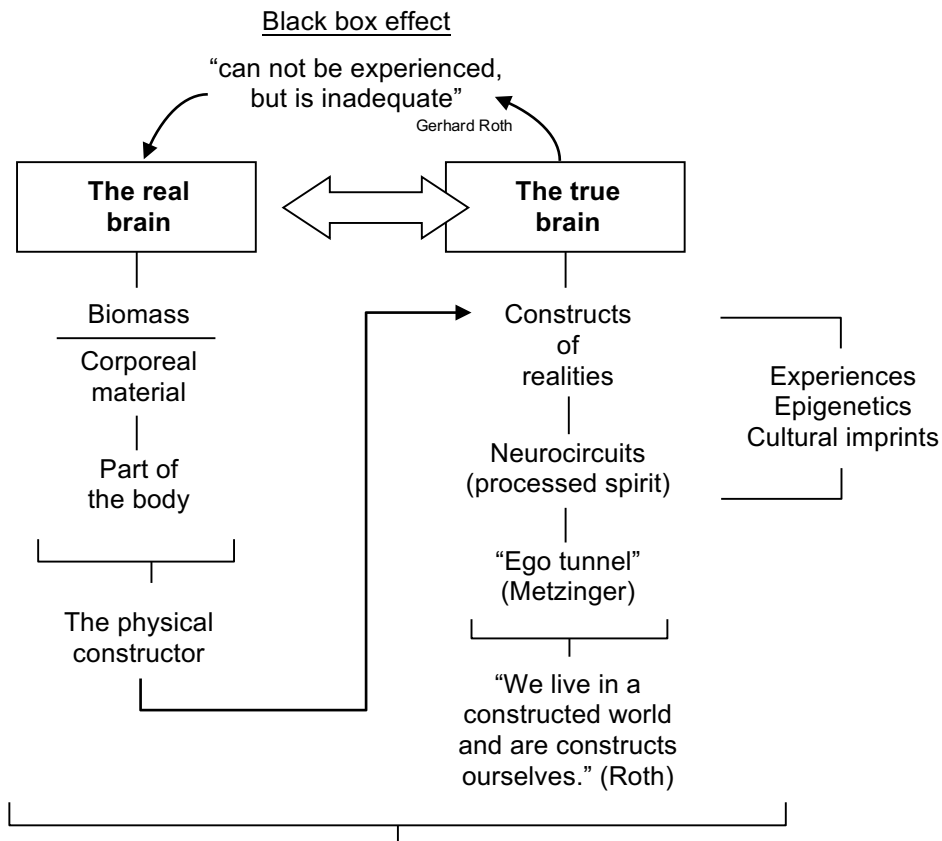 Black box effect
“can not be experienced,
but is inadequate”
Gerhard Roth
The real
brain
Biomass
Corporeal
material
Part of
the body
The physical
constructor
The true
brain
Constructs
of
realities
Neurocircuits
(processed spirit)
“Ego tunnel”
(Metzinger)
“We live in a
constructed world
and are constructs
ourselves.” (Roth)
Experiences
Epigenetics
Cultural imprints